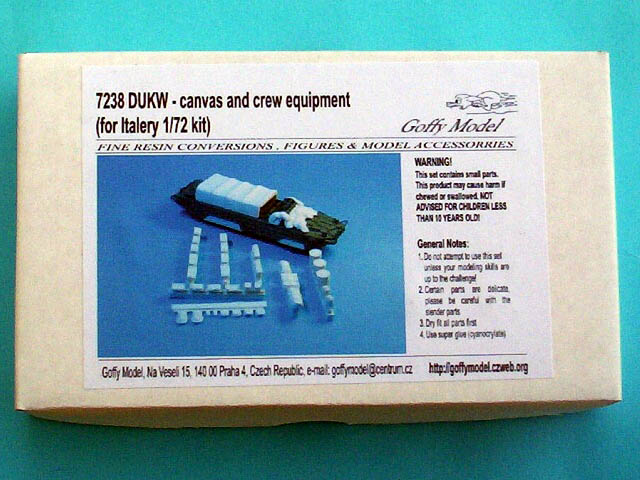 7238 DUKW - canvas and crew equipment
(for Italery 1/72 kit)
Goffy Model
FINE RESIN CONVERSIONS , FIGURES & MODEL ACCESSORRIES
WARNING!
This set contains small parts.
This product may cause harm if
chewed or swallowed. NOT
ADVISED FOR CHILDREN LESS
THAN 10 YEARS OLD!
General Notes:
1. Do not attempt to use this set
unless your modeling skills are
up to the challenge!
2. Certain parts are delicate,
please be careful with the
slender parts
3. Dry fit all parts first
4. Use super glue (cyanocrylate)
Goffy Model, Na Veseli 15, 140 00 Praha 4, Czech Republic, e-mail: goffymodel@centrum.cz
http://goffymodel.czweb.org